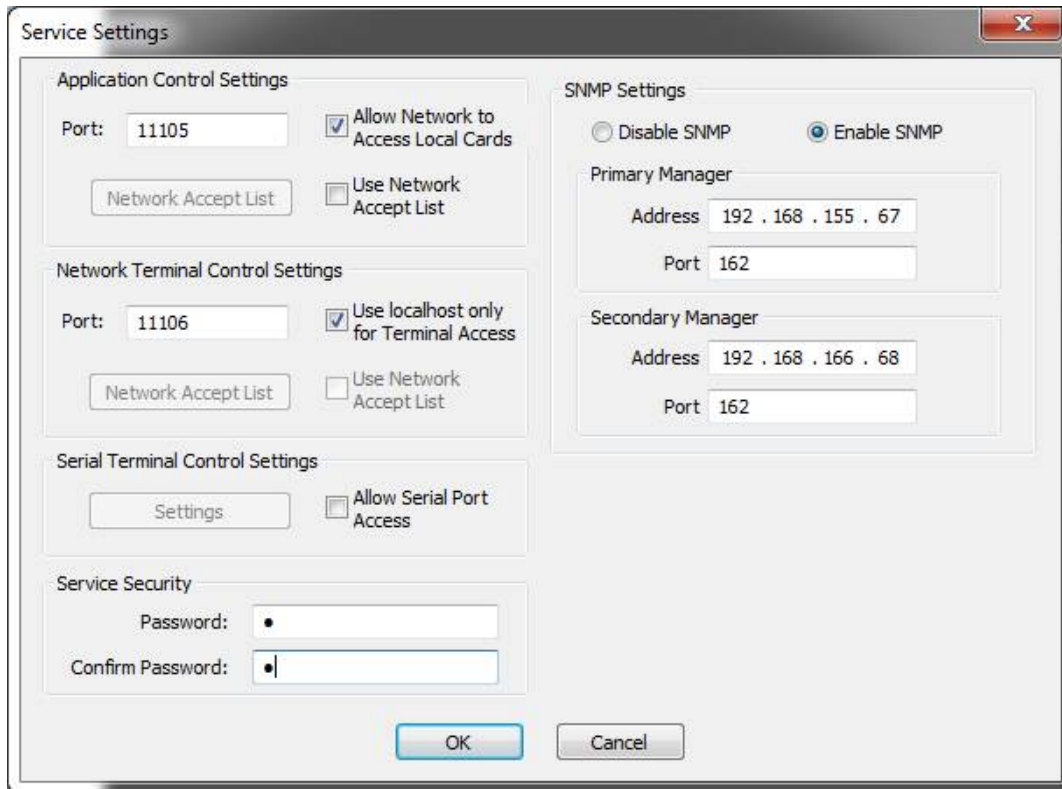 Service Settings
Application Control Settings
Port: 11105
Allow Network to
Access Local Cards
Network Accept List
Use Network
Accept List
Network Terminal Control Settings
Port: 11106
Use localhost only
for Terminal Access
Network Accept List
Use Network
Accept List
Serial Terminal Control Settings
Settings
Allow Serial Port
Access
Service Security
Password: •
Confirm Password: •
SNMP Settings
Disable SNMP
Enable SNMP
Primary Manager
Address 192 . 168 . 155 . 67
Port 162
Secondary Manager
Address 192 . 168 . 166 . 68
Port 162
OK
Cancel